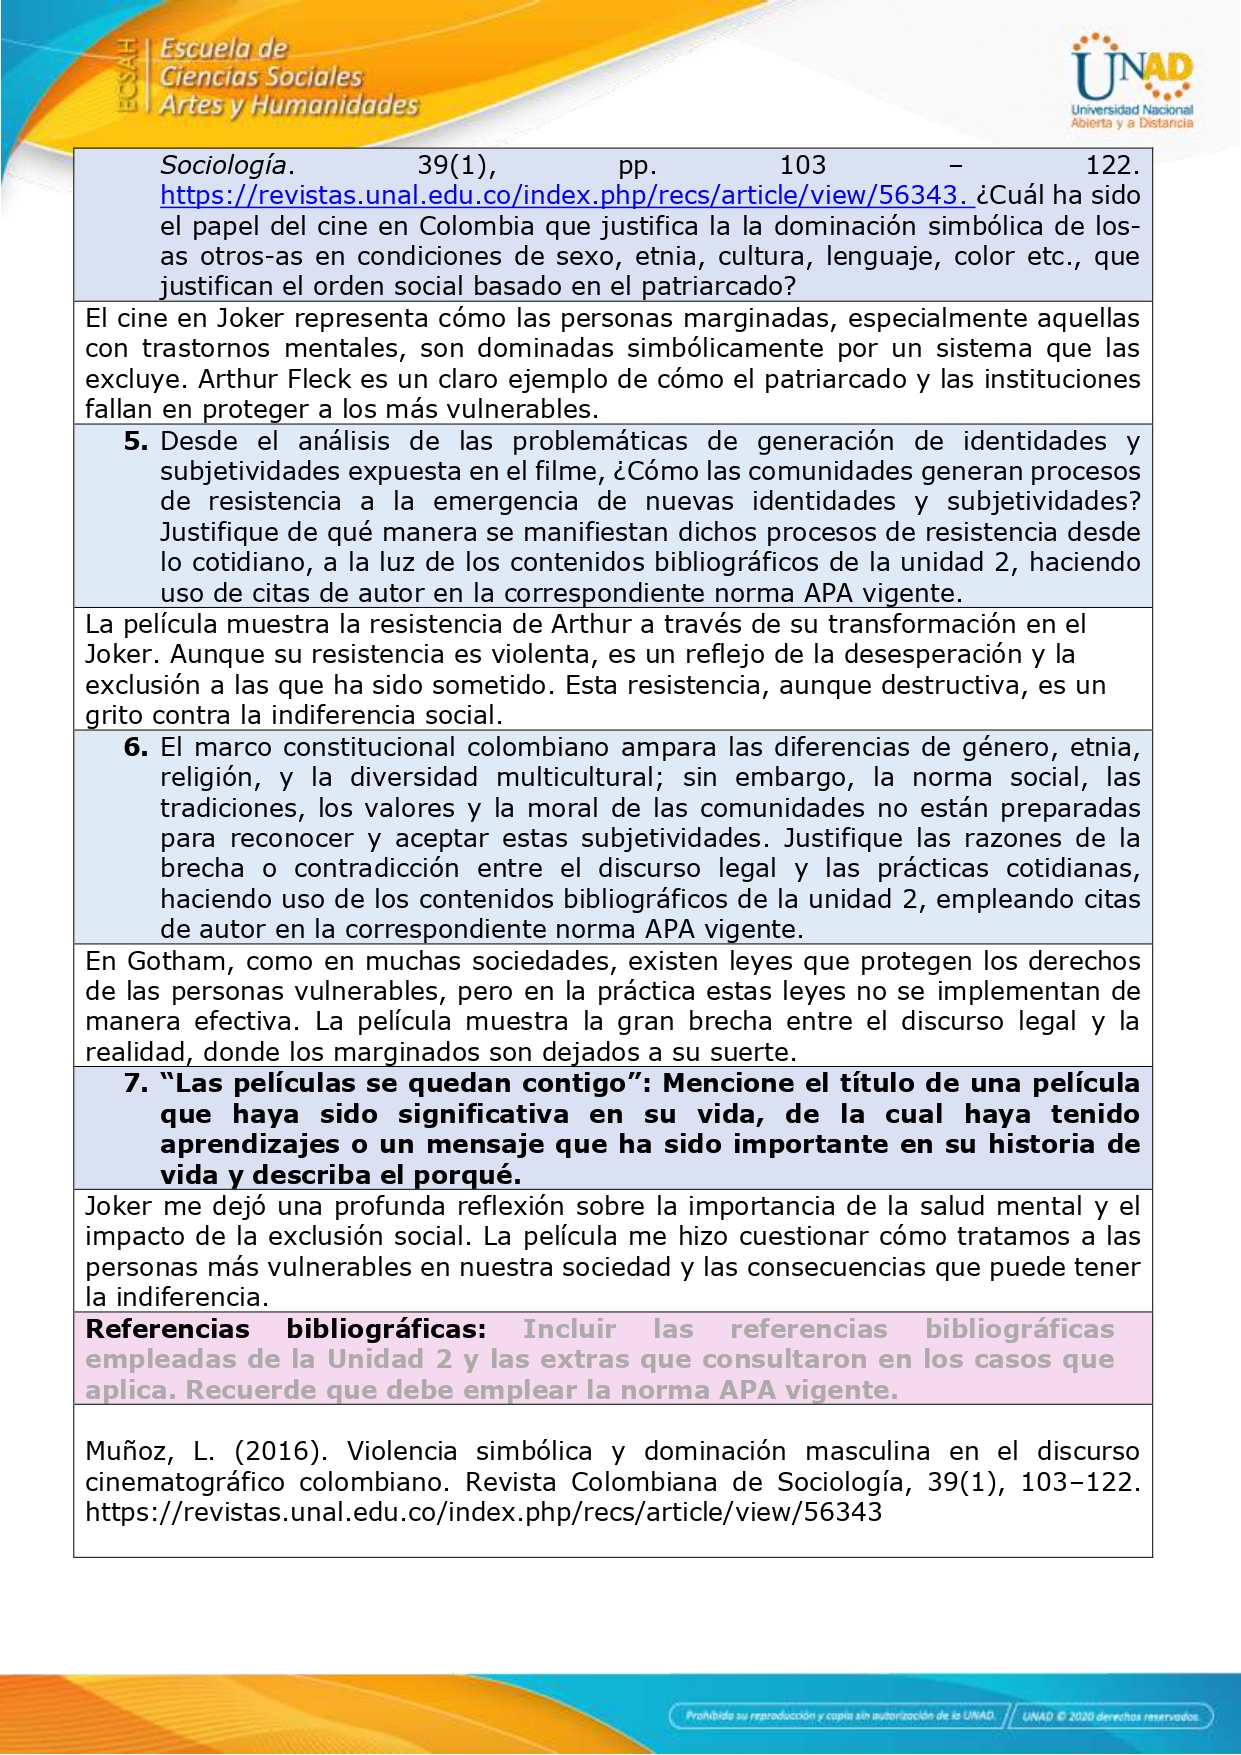 ECSAH
Escuela de
Ciencias Sociales
Artes y Humanidades
UNAD
Universidad Nacional
Abierta y a Distancia
Sociología. 39(1), pp. 103 – 122.
https://revistas.unal.edu.co/index.php/recs/article/view/56343. ¿Cuál ha sido
el papel del cine en Colombia que justifica la la dominación simbólica de los-
as otros-as en condiciones de sexo, etnia, cultura, lenguaje, color etc., que
justifican el orden social basado en el patriarcado?
El cine en Joker representa cómo las personas marginadas, especialmente aquellas
con trastornos mentales, son dominadas simbólicamente por un sistema que las
excluye. Arthur Fleck es un claro ejemplo de cómo el patriarcado y las instituciones
fallan en proteger a los más vulnerables.
5. Desde el análisis de las problemáticas de generación de identidades y
subjetividades expuesta en el filme, ¿Cómo las comunidades generan procesos
de resistencia a la emergencia de nuevas identidades y subjetividades?
Justifique de qué manera se manifiestan dichos procesos de resistencia desde
lo cotidiano, a la luz de los contenidos bibliográficos de la unidad 2, haciendo
uso de citas de autor en la correspondiente norma APA vigente.
La película muestra la resistencia de Arthur a través de su transformación en el
Joker. Aunque su resistencia es violenta, es un reflejo de la desesperación y la
exclusión a las que ha sido sometido. Esta resistencia, aunque destructiva, es un
grito contra la indiferencia social.
6. El marco constitucional colombiano ampara las diferencias de género, etnia,
religión, y la diversidad multicultural; sin embargo, la norma social, las
tradiciones, los valores y la moral de las comunidades no están preparadas
para reconocer y aceptar estas subjetividades. Justifique las razones de la
brecha o contradicción entre el discurso legal y las prácticas cotidianas,
haciendo uso de los contenidos bibliográficos de la unidad 2, empleando citas
de autor en la correspondiente norma APA vigente.
En Gotham, como en muchas sociedades, existen leyes que protegen los derechos
de las personas vulnerables, pero en la práctica estas leyes no se implementan de
manera efectiva. La película muestra la gran brecha entre el discurso legal y la
realidad, donde los marginados son dejados a su suerte.
7. “Las películas se quedan contigo”: Mencione el título de una película
que haya sido significativa en su vida, de la cual haya tenido
aprendizajes o un mensaje que ha sido importante en su historia de
vida y describa el porqué.
Joker me dejó una profunda reflexión sobre la importancia de la salud mental y el
impacto de la exclusión social. La película me hizo cuestionar cómo tratamos a las
personas más vulnerables en nuestra sociedad y las consecuencias que puede tener
la indiferencia.
Referencias bibliográficas: Incluir las referencias bibliográficas
empleadas de la Unidad 2 y las extras que consultaron en los casos que
aplica. Recuerde que debe emplear la norma APA vigente.
Muñoz, L. (2016). Violencia simbólica y dominación masculina en el discurso
cinematográfico colombiano. Revista Colombiana de Sociología, 39(1), 103–122.
https://revistas.unal.edu.co/index.php/recs/article/view/56343
Prohibida su reproducción y copia sin autorización de la UNAD. // UNAD © 2020 derechos reservados.